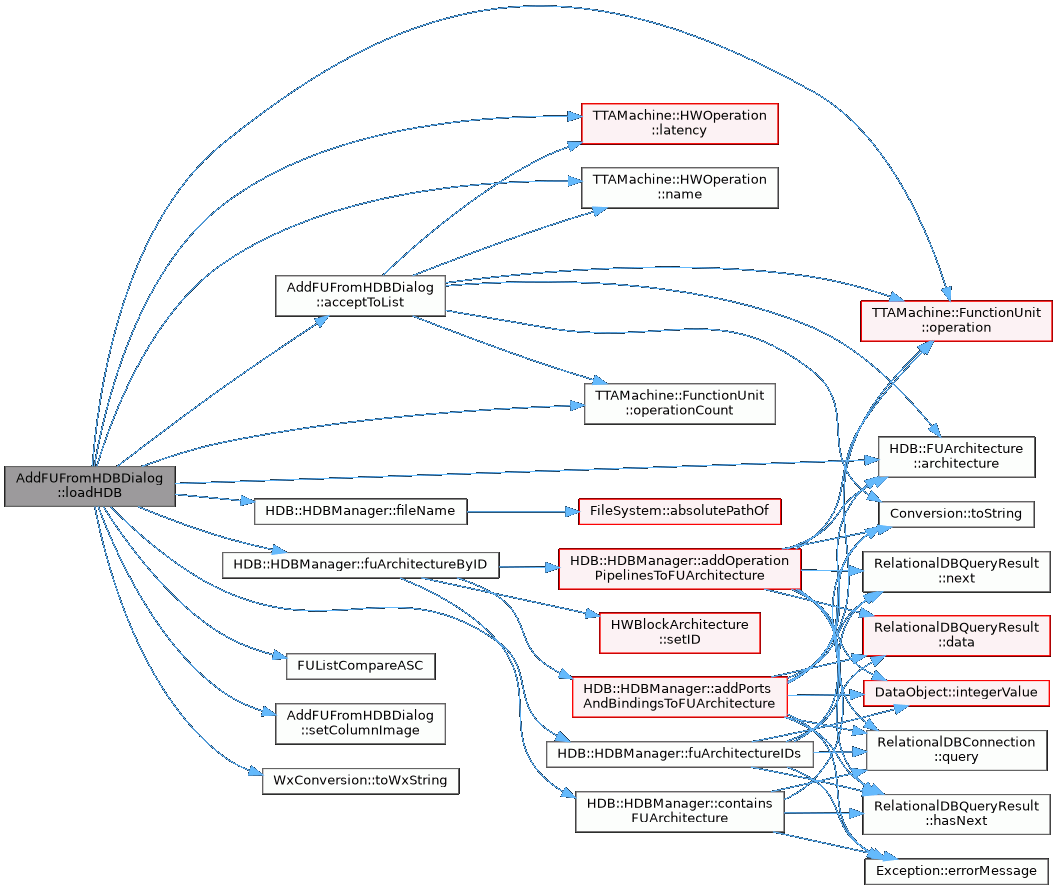 TTAMachine::HWOperation
::latency
TTAMachine::HWOperation
::name
AddFUFromHDBDialog
::acceptToList
TTAMachine::FunctionUnit
::operation
TTAMachine::FunctionUnit
::operationCount
HDB::FUArchitecture
::architecture
AddFUFromHDBDialog
::loadHDB
HDB::HDBManager::fileName
FileSystem::absolutePathOf
Conversion::toString
HDB::HDBManager::fuArchitectureByID
HDB::HDBManager::addOperation
PipelinesToFUArchitecture
RelationalDBQueryResult
::next
HWBlockArchitecture
::setID
RelationalDBQueryResult
::data
FUListCompareASC
HDB::HDBManager::addPorts
AndBindingsToFUArchitecture
DataObject::integerValue
AddFUFromHDBDialog
::setColumnImage
HDB::HDBManager::fuArchitectureIDs
RelationalDBConnection
::query
WxConversion::toWxString
HDB::HDBManager::contains
FUArchitecture
RelationalDBQueryResult
::hasNext
Exception::errorMessage